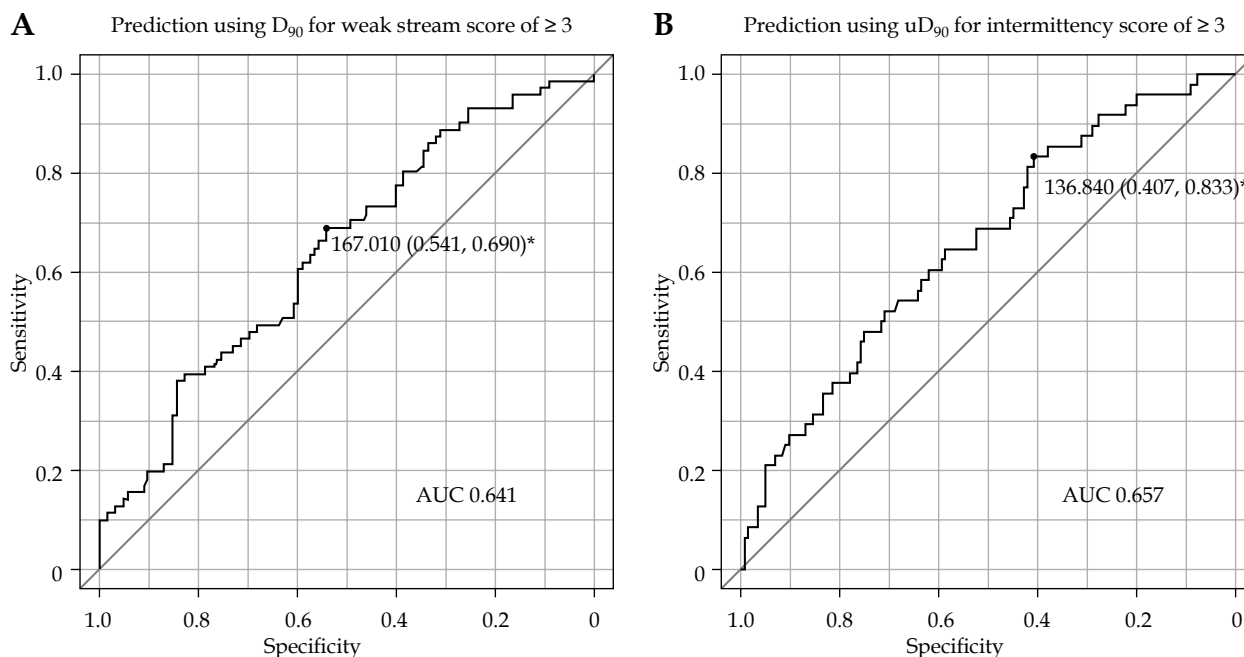 A
Prediction using D90 for weak stream score of ≥ 3
1.0
0.8
0.6
0.4
0.2
0
Sensitivity
167.010 (0.541, 0.690)*
AUC 0.641
1.0
0.8
0.6
0.4
0.2
0
Specificity
B
Prediction using uD90 for intermittency score of ≥ 3
1.0
0.8
0.6
0.4
0.2
0
Sensitivity
136.840 (0.407, 0.833)*
AUC 0.657
1.0
0.8
0.6
0.4
0.2
0
Specificity